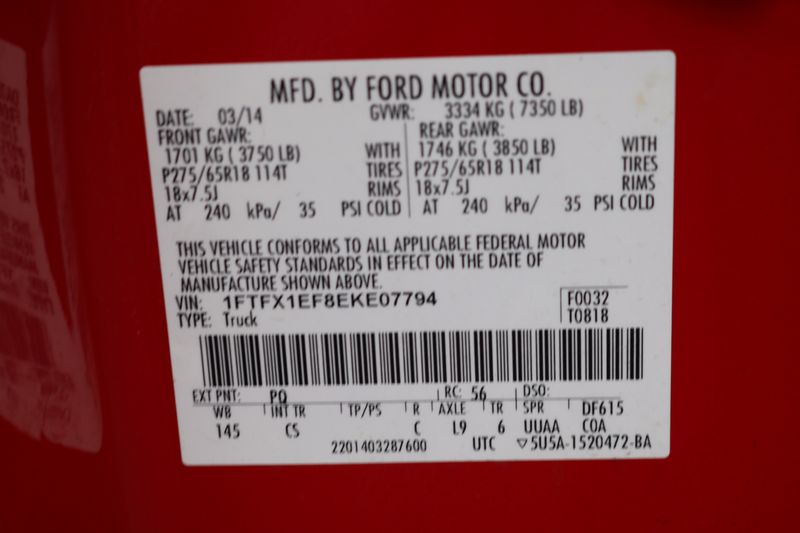 MFD. BY FORD MOTOR CO.
DATE: 03/14 GVWR: 3334 KG ( 7350 LB)
FRONT GAWR: REAR GAWR:
1701 KG ( 3750 LB) WITH 1746 KG ( 3850 LB) WITH
P275/65R18 114T TIRES P275/65R18 114T TIRES
18x7.5J RIMS 18x7.5J RIMS
AT 240 kPa/ 35 PSI COLD AT 240 kPa/ 35 PSI COLD
THIS VEHICLE CONFORMS TO ALL APPLICABLE FEDERAL MOTOR
VEHICLE SAFETY STANDARDS IN EFFECT ON THE DATE OF
MANUFACTURE SHOWN ABOVE.
VIN: 1FTFX1EF8EKE07794 F0032
TYPE: Truck T0818
EXT PNT: PQ RC: 56 DSO:
WB INT TR TP/PS R AXLE TR SPR DF615
145 CS C L9 6 UUAA C0A
2201403287600 UTC ▽5U5A-1520472-BA